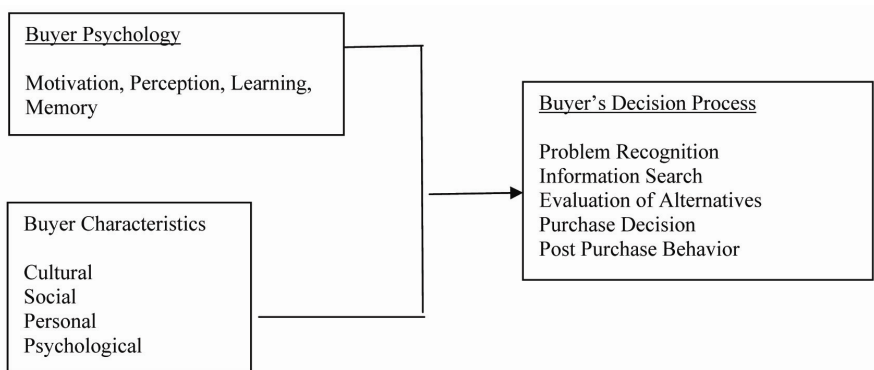 Buyer Psychology
Motivation, Perception, Learning,
Memory
Buyer Characteristics
Cultural
Social
Personal
Psychological
Buyer’s Decision Process
Problem Recognition
Information Search
Evaluation of Alternatives
Purchase Decision
Post Purchase Behavior